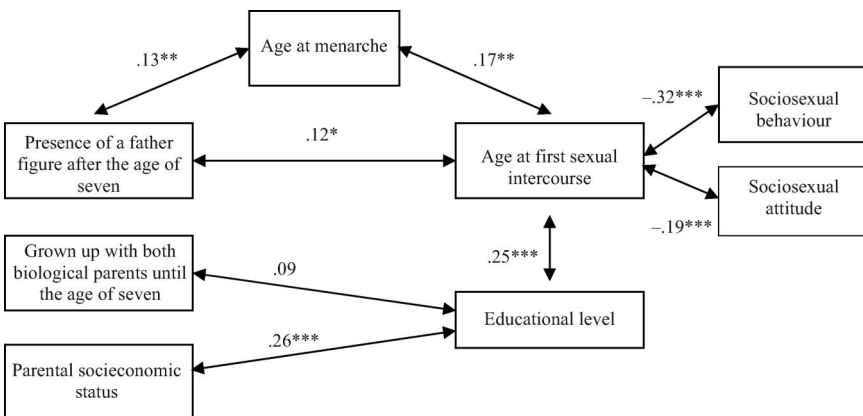 Age at menarche
.13**
.17**
–.32***
Sociosexual
behaviour
Presence of a father
figure after the age of
seven
.12*
Age at first sexual
intercourse
Sociosexual
attitude
–.19***
Grown up with both
biological parents until
the age of seven
.09
.25***
Educational level
.26***
Parental socieconomic
status